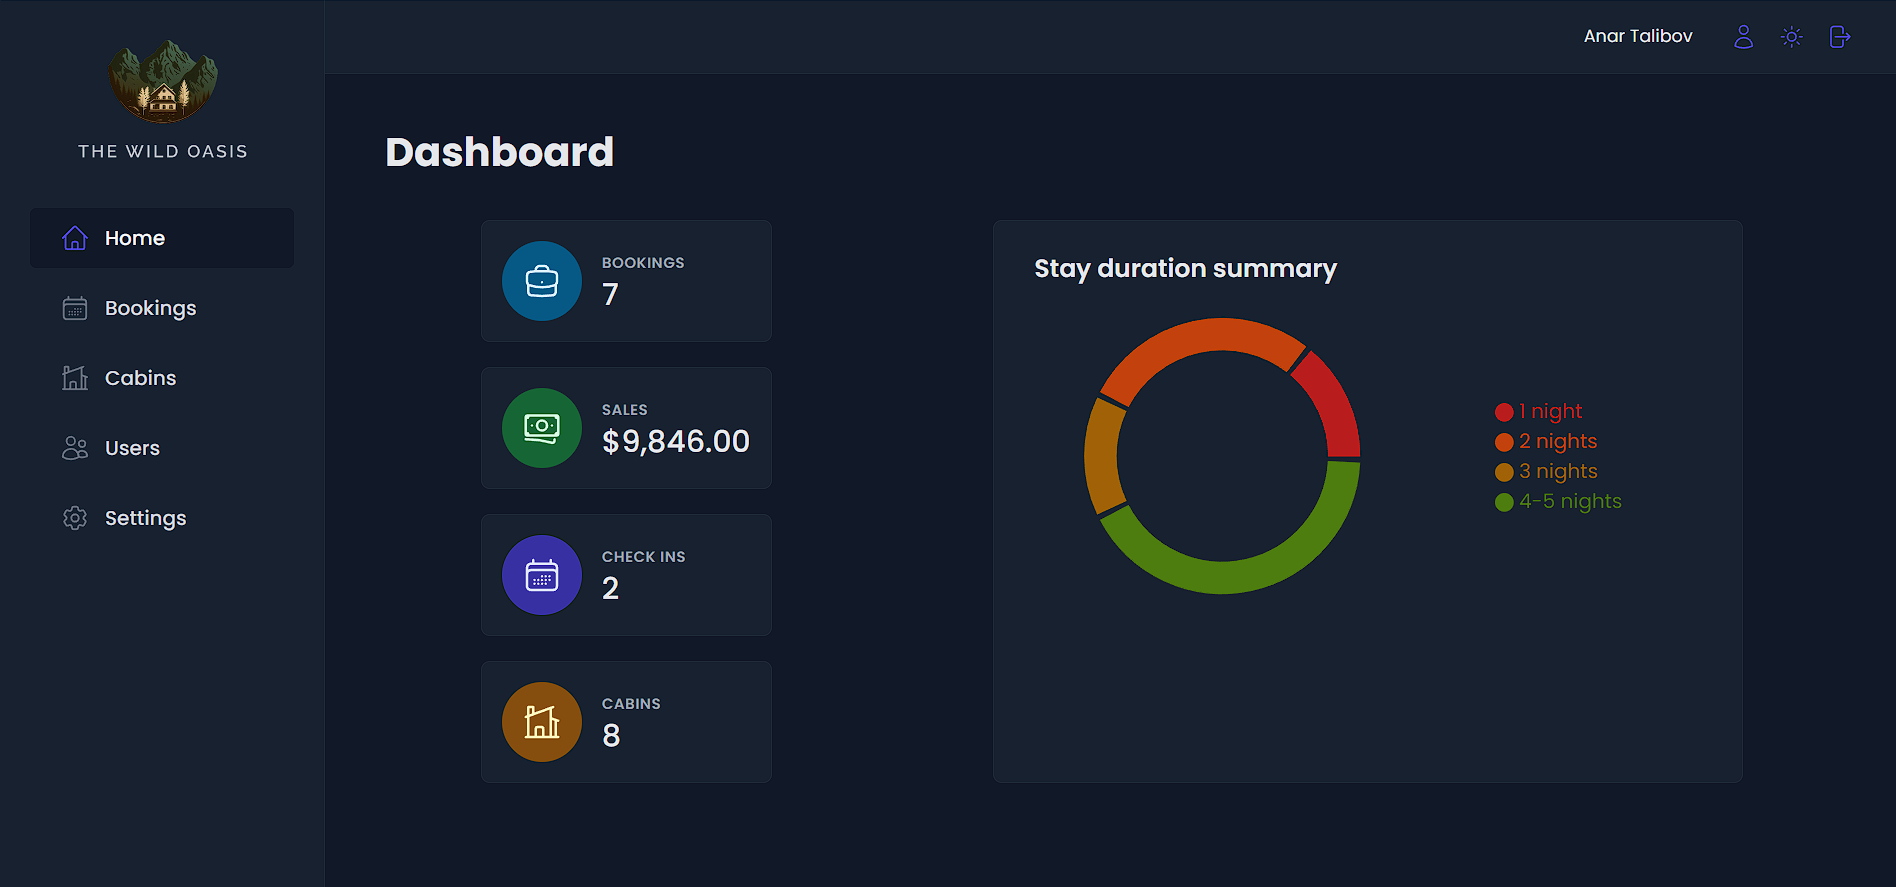 THE WILD OASIS
Home
Bookings
Cabins
Users
Settings
Anar Talibov
Dashboard
BOOKINGS
7
SALES
$9,846.00
CHECK INS
2
CABINS
8
Stay duration summary
1 night
2 nights
3 nights
4-5 nights